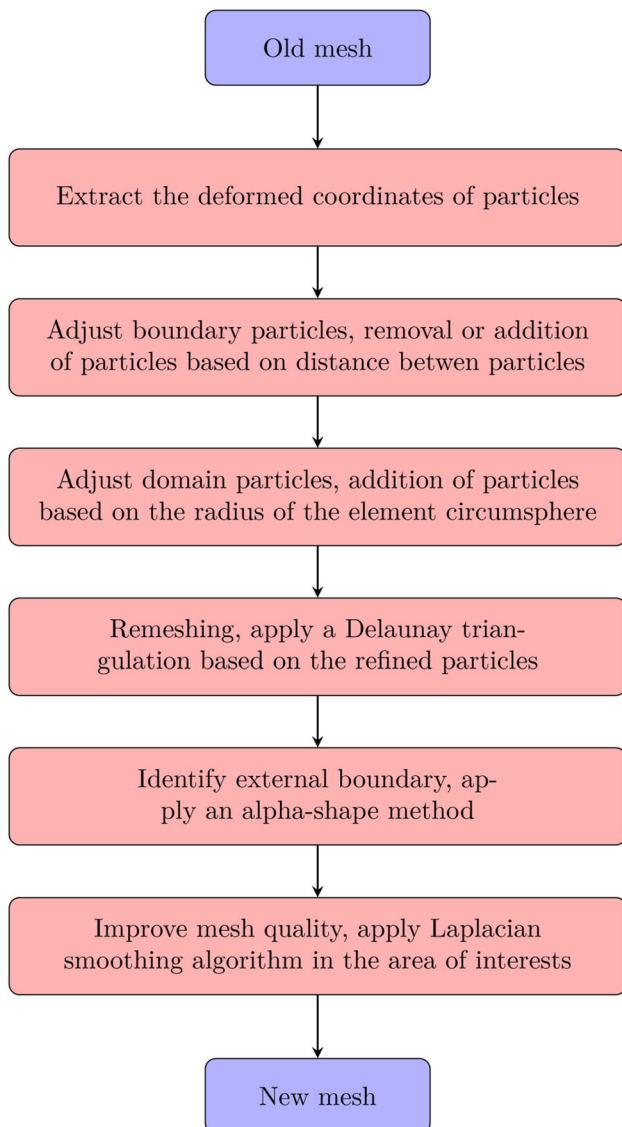 Old mesh
Extract the deformed coordinates of particles
Adjust boundary particles, removal or addition
of particles based on distance betwen particles
Adjust domain particles, addition of particles
based on the radius of the element circumsphere
Remeshing, apply a Delaunay trian-
gulation based on the refined particles
Identify external boundary, ap-
ply an alpha-shape method
Improve mesh quality, apply Laplacian
smoothing algorithm in the area of interests
New mesh